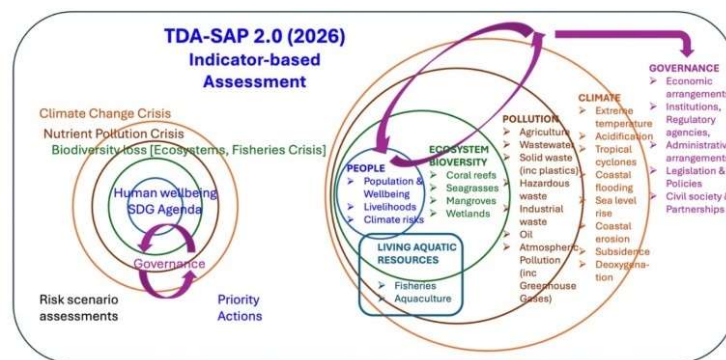 TDA-SAP 2.0 (2026)
Indicator-based
Assessment
Climate Change Crisis
Nutrient Pollution Crisis
Biodiversity loss [Ecosystems, Fisheries Crisis]
Human wellbeing
SDG Agenda
Governance
Risk scenario
assessments
Priority
Actions
PEOPLE
Population &
Wellbeing
Livelihoods
Climate risks
LIVING AQUATIC
RESOURCES
Fisheries
Aquaculture
ECOSYSTEM
BIOVERSITY
Coral reefs
Seagrasses
Mangroves
Wetlands
POLLUTION
Agriculture
Wastewater
Solid waste
(inc plastics)
Hazardous
waste
Industrial
waste
Oil
Atmospheric
Pollution
(inc
Greenhouse
Gases)
CLIMATE
Extreme
temperature
Acidification
Tropical
cyclones
Coastal
flooding
Sea level
rise
Coastal
erosion
Subsidence
Deoxygena-
tion
GOVERNANCE
Economic
arrangements
Institutions,
Regulatory
agencies,
Administrative
arrangements
Legislation &
Policies
Civil society &
Partnerships